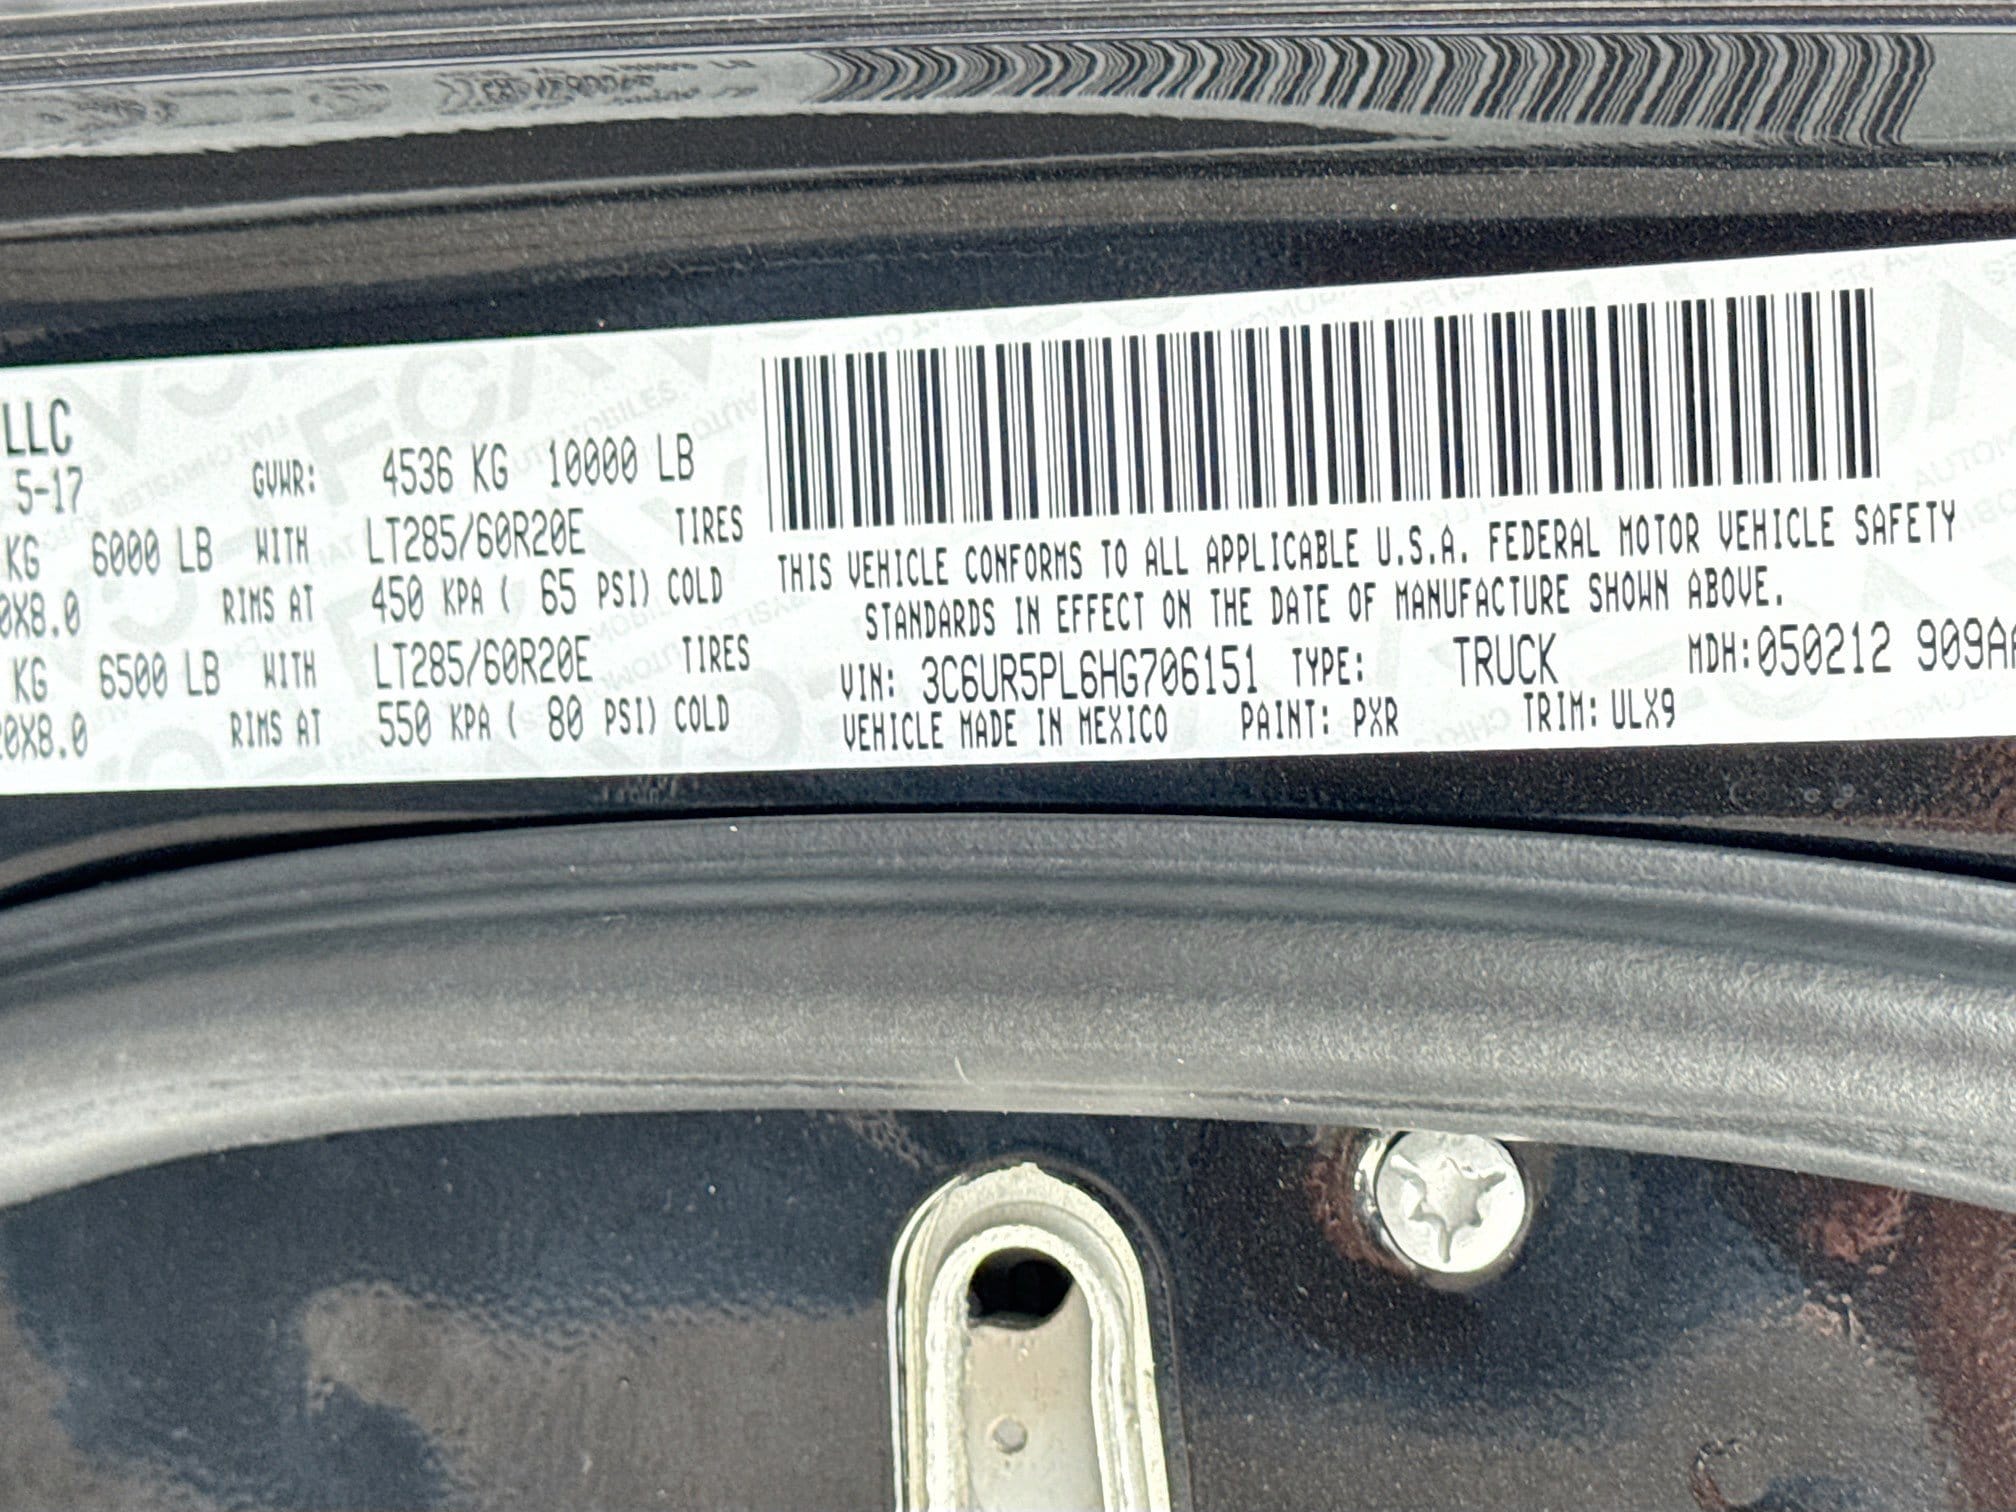 LLC
5-17
GVWR: 4536 KG 10000 LB
KG 6000 LB WITH LT285/60R20E TIRES
0X8.0 RIMS AT 450 KPA ( 65 PSI) COLD
KG 6500 LB WITH LT285/60R20E TIRES
20X8.0 RIMS AT 550 KPA ( 80 PSI) COLD
THIS VEHICLE CONFORMS TO ALL APPLICABLE U.S.A. FEDERAL MOTOR VEHICLE SAFETY
STANDARDS IN EFFECT ON THE DATE OF MANUFACTURE SHOWN ABOVE.
VIN: 3C6UR5PL6HG706151 TYPE: TRUCK MDH:050212 909AA
VEHICLE MADE IN MEXICO PAINT: PXR TRIM:ULX9